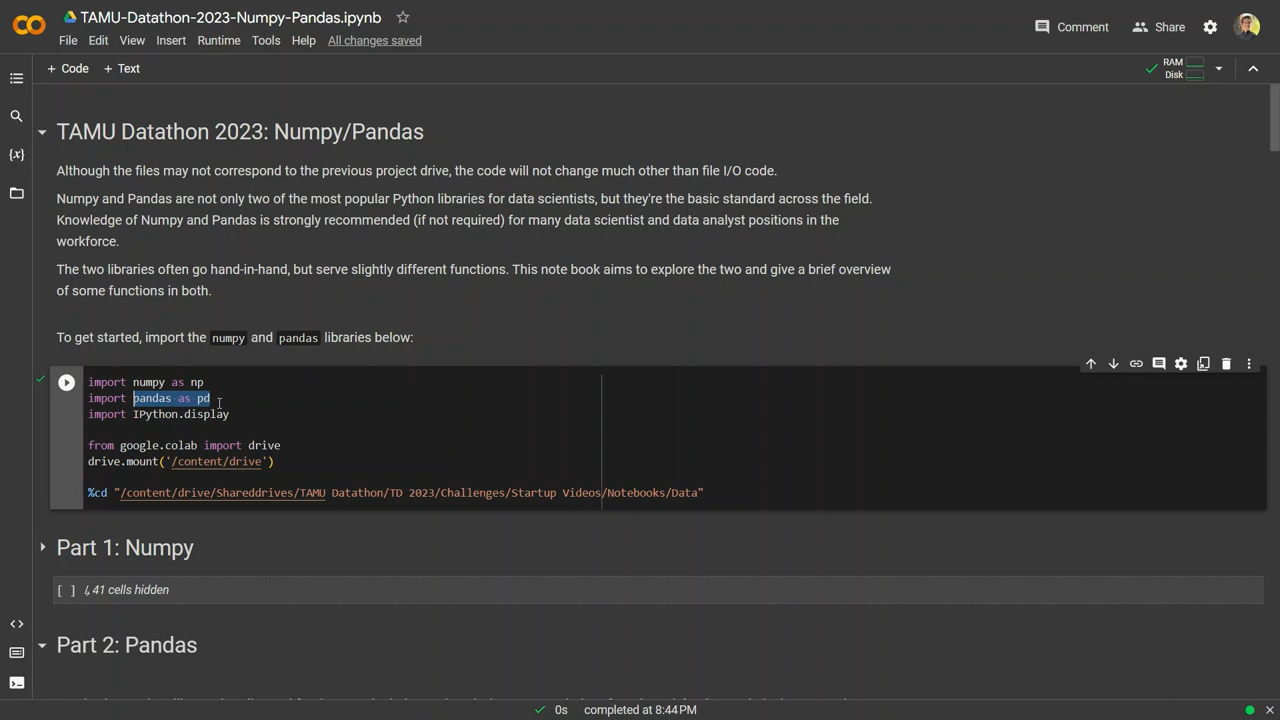 TAMU-Datathon-2023-Numpy-Pandas.ipynb
File Edit View Insert Runtime Tools Help All changes saved
Comment Share
+ Code + Text
RAM
Disk
TAMU Datathon 2023: Numpy/Pandas
Although the files may not correspond to the previous project drive, the code will not change much other than file I/O code.
Numpy and Pandas are not only two of the most popular Python libraries for data scientists, but they're the basic standard across the field.
Knowledge of Numpy and Pandas is strongly recommended (if not required) for many data scientist and data analyst positions in the
workforce.
The two libraries often go hand-in-hand, but serve slightly different functions. This note book aims to explore the two and give a brief overview
of some functions in both.
To get started, import the numpy and pandas libraries below:
import numpy as np
import pandas as pd
import IPython.display
from google.colab import drive
drive.mount('/content/drive')
%cd "/content/drive/Shareddrives/TAMU Datathon/TD 2023/Challenges/Startup Videos/Notebooks/Data"
Part 1: Numpy
[ ] ↳ 41 cells hidden
Part 2: Pandas
0s completed at 8:44 PM